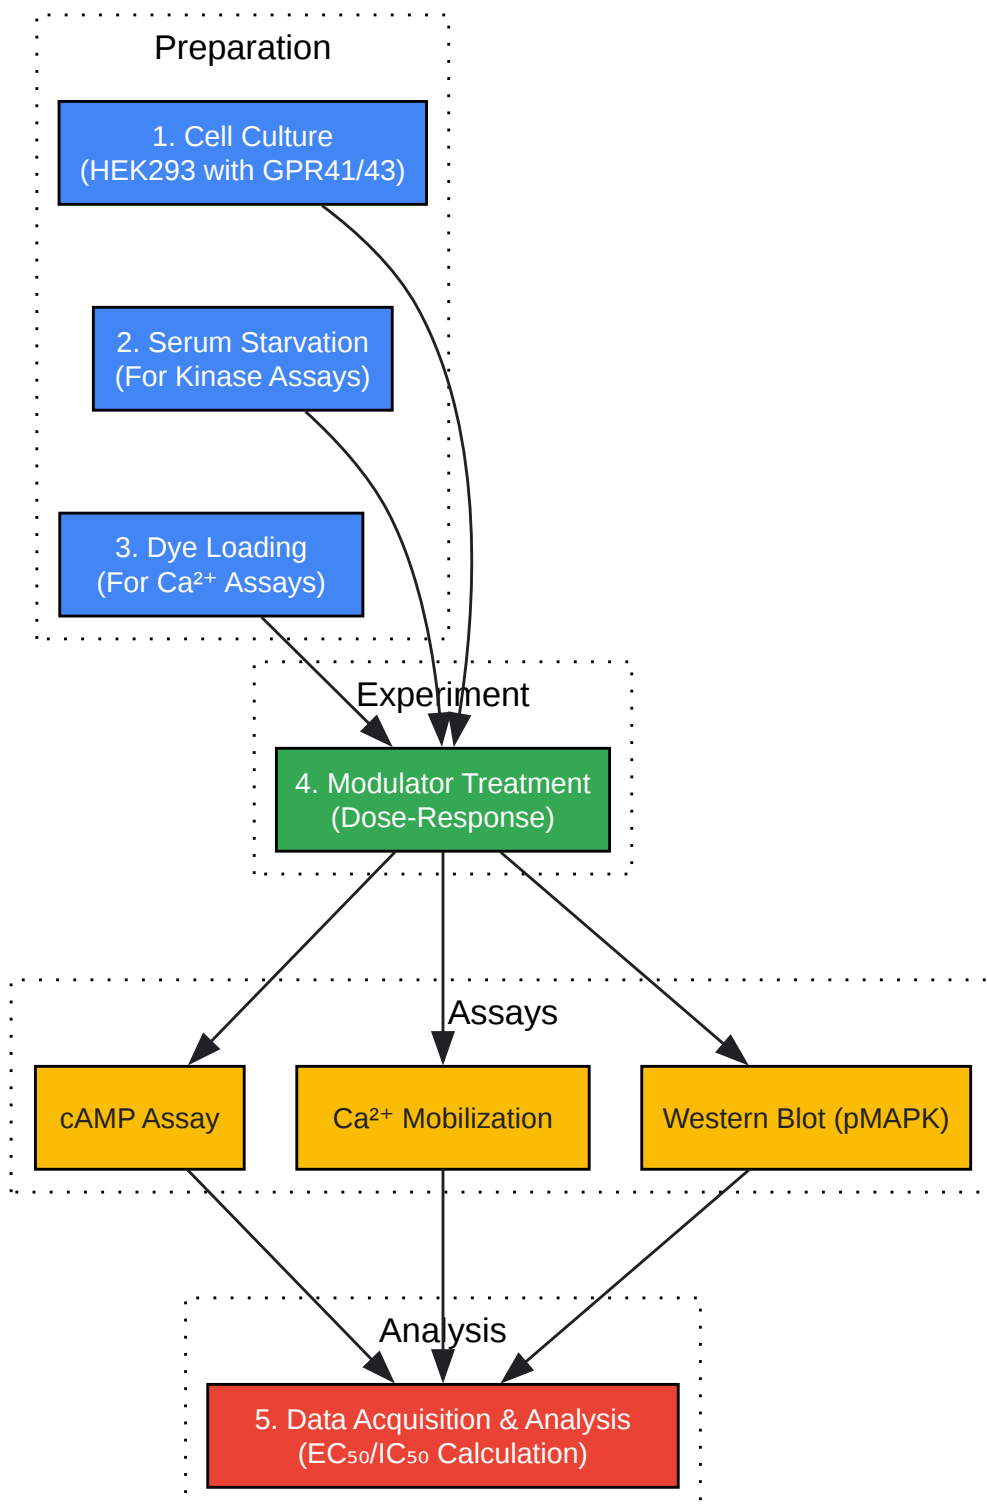 Preparation
1. Cell Culture
(HEK293 with GPR41/43)
2. Serum Starvation
(For Kinase Assays)
3. Dye Loading
(For Ca²⁺ Assays)
Experiment
4. Modulator Treatment
(Dose-Response)
Assays
cAMP Assay
Ca²⁺ Mobilization
Western Blot (pMAPK)
Analysis
5. Data Acquisition & Analysis
(EC₅₀/IC₅₀ Calculation)